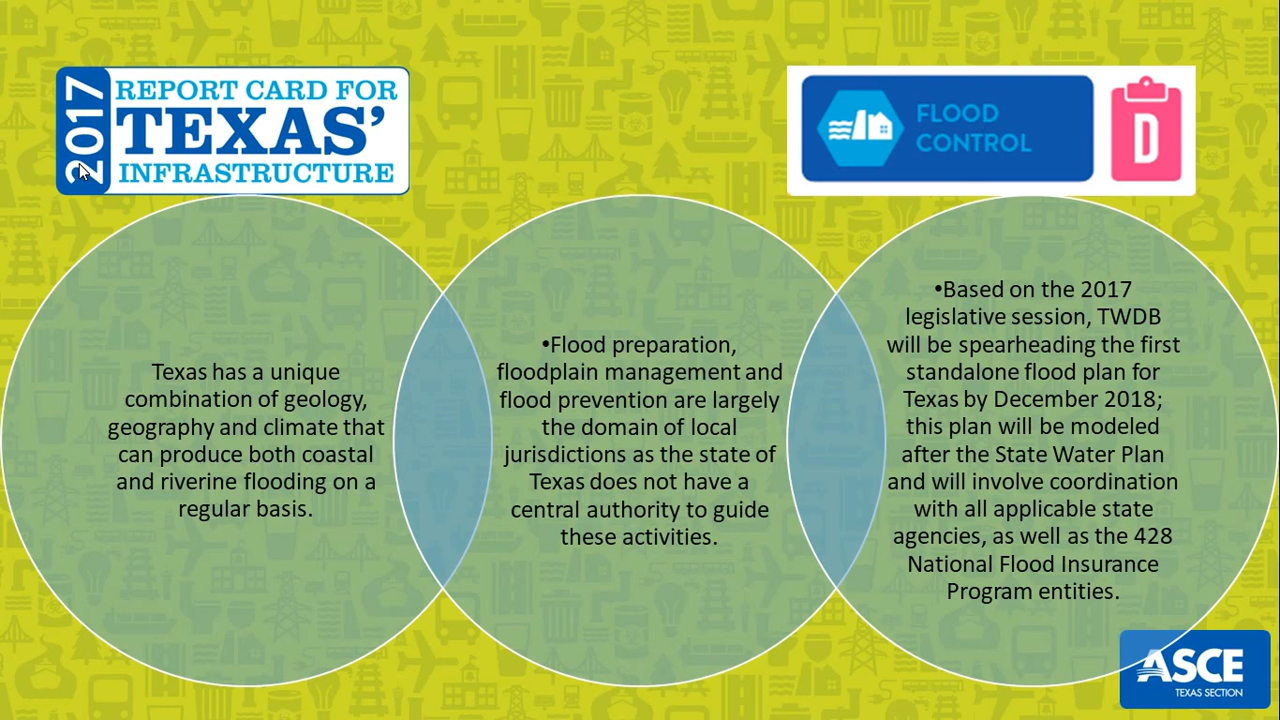 2017
REPORT CARD FOR
TEXAS'
INFRASTRUCTURE
FLOOD
CONTROL
D
Texas has a unique
combination of geology,
geography and climate that
can produce both coastal
and riverine flooding on a
regular basis.
•Flood preparation,
floodplain management and
flood prevention are largely
the domain of local
jurisdictions as the state of
Texas does not have a
central authority to guide
these activities.
•Based on the 2017
legislative session, TWDB
will be spearheading the first
standalone flood plan for
Texas by December 2018;
this plan will be modeled
after the State Water Plan
and will involve coordination
with all applicable state
agencies, as well as the 428
National Flood Insurance
Program entities.
ASCE
TEXAS SECTION